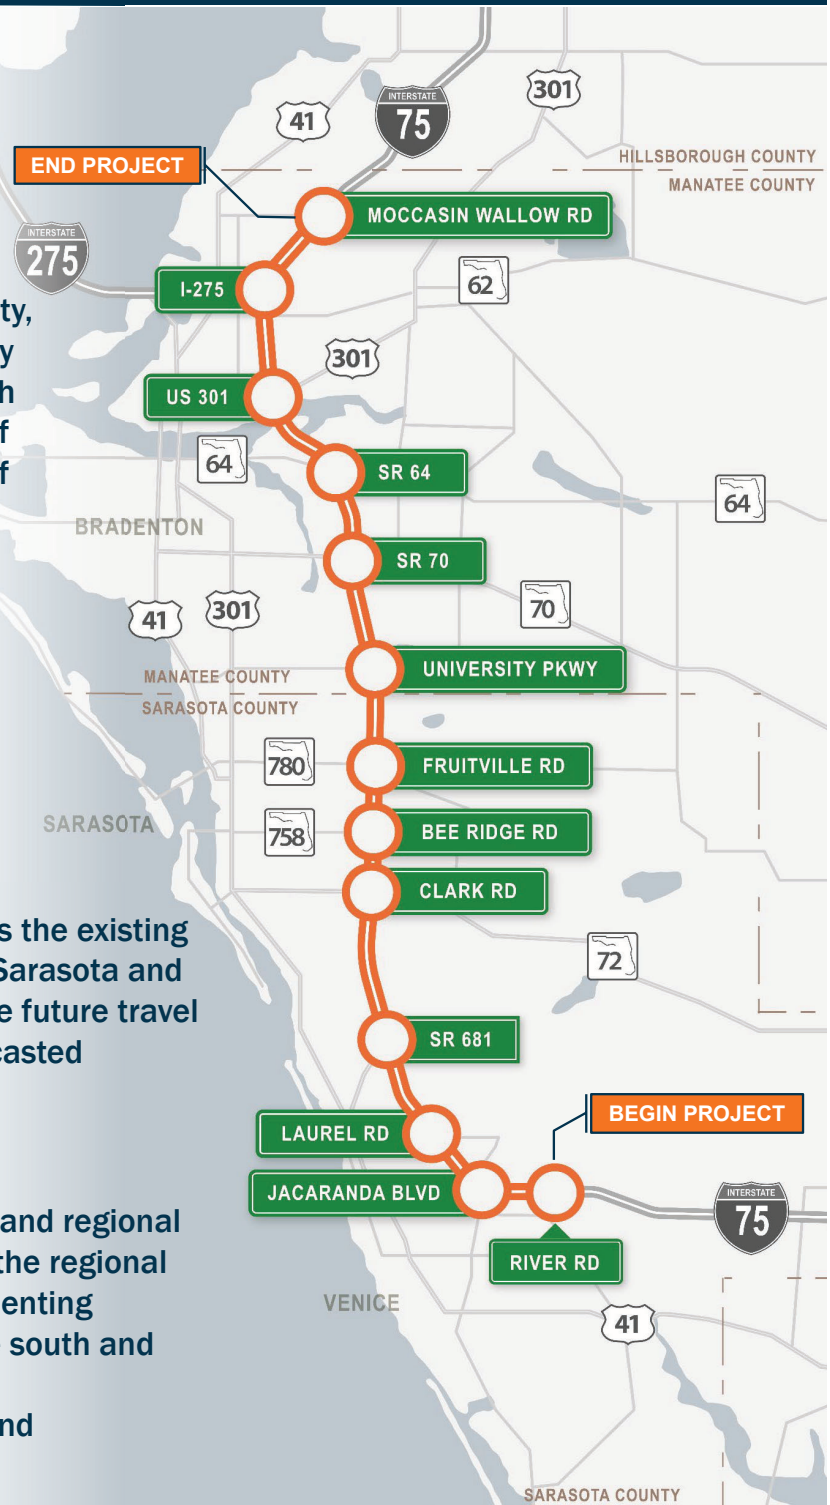 INTERSTATE
75
41
301
HILLSBOROUGH COUNTY
MANATEE COUNTY
END PROJECT
MOCCASIN WALLOW RD
INTERSTATE
275
I-275
62
ty,
y
301
h
US 301
f
64
SR 64
f
64
BRADENTON
SR 70
70
41
301
MANATEE COUNTY
UNIVERSITY PKWY
SARASOTA COUNTY
780
FRUITVILLE RD
SARASOTA
758
BEE RIDGE RD
CLARK RD
s the existing
Sarasota and
72
e future travel
casted
SR 681
BEGIN PROJECT
LAUREL RD
JACARANDA BLVD
INTERSTATE
75
and regional
the regional
RIVER RD
enting
VENICE
41
south and
nd
SARASOTA COUNTY